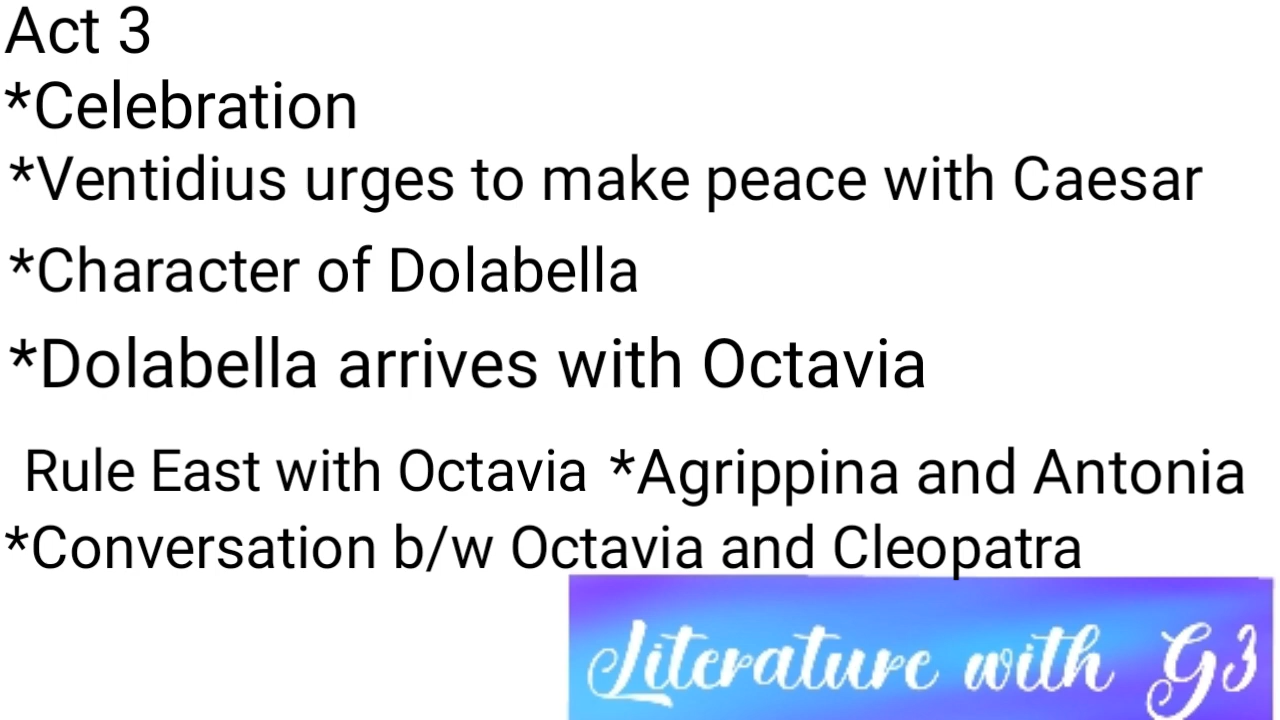 Act 3
*Celebration
*Ventidius urges to make peace with Caesar
*Character of Dolabella
*Dolabella arrives with Octavia
Rule East with Octavia *Agrippina and Antonia
*Conversation b/w Octavia and Cleopatra
Literature with G3